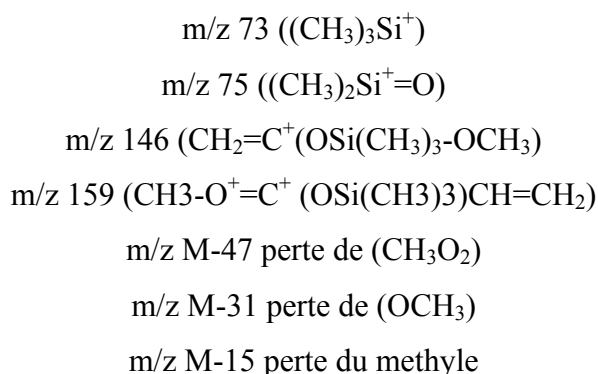 m/z 73 ((CH₃)₃Si⁺)
m/z 75 ((CH₃)₂Si⁺=O)
m/z 146 (CH₂=C⁺(OSi(CH₃)₃-OCH₃)
m/z 159 (CH3-O⁺=C⁺ (OSi(CH3)3)CH=CH₂)
m/z M-47 perte de (CH₃O₂)
m/z M-31 perte de (OCH₃)
m/z M-15 perte du methyle